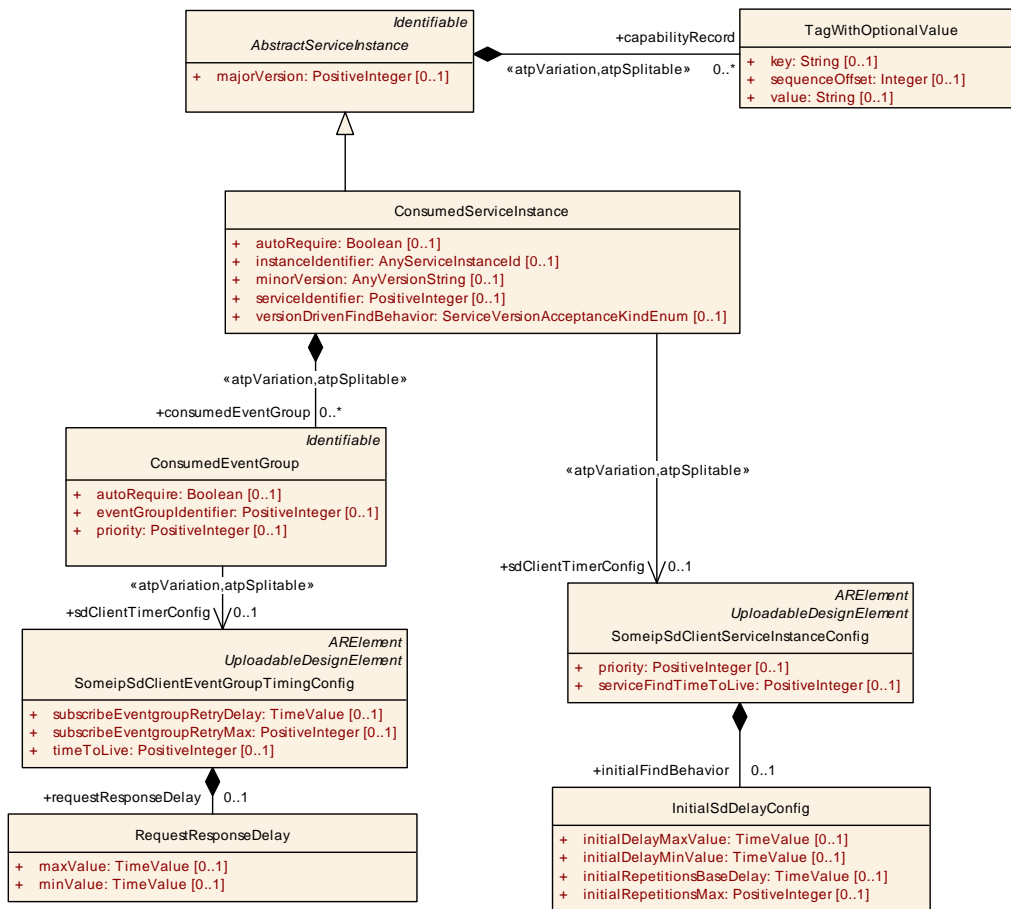 Identifiable
AbstractServiceInstance
+ majorVersion: PositiveInteger [0..1]
+capabilityRecord
«atpVariation,atpSplitable» 0..*
TagWithOptionalValue
+ key: String [0..1]
+ sequenceOffset: Integer [0..1]
+ value: String [0..1]
ConsumedServiceInstance
+ autoRequire: Boolean [0..1]
+ instanceIdentifier: AnyServiceInstanceId [0..1]
+ minorVersion: AnyVersionString [0..1]
+ serviceIdentifier: PositiveInteger [0..1]
+ versionDrivenFindBehavior: ServiceVersionAcceptanceKindEnum [0..1]
«atpVariation,atpSplitable»
+consumedEventGroup 0..*
Identifiable
ConsumedEventGroup
+ autoRequire: Boolean [0..1]
+ eventGroupIdentifier: PositiveInteger [0..1]
+ priority: PositiveInteger [0..1]
«atpVariation,atpSplitable»
+sdClientTimerConfig 0..1
«atpVariation,atpSplitable»
+sdClientTimerConfig 0..1
ARElement
UploadableDesignElement
SomeipSdClientEventGroupTimingConfig
+ subscribeEventgroupRetryDelay: TimeValue [0..1]
+ subscribeEventgroupRetryMax: PositiveInteger [0..1]
+ timeToLive: PositiveInteger [0..1]
ARElement
UploadableDesignElement
SomeipSdClientServiceInstanceConfig
+ priority: PositiveInteger [0..1]
+ serviceFindTimeToLive: PositiveInteger [0..1]
+requestResponseDelay 0..1
RequestResponseDelay
+ maxValue: TimeValue [0..1]
+ minValue: TimeValue [0..1]
+initialFindBehavior 0..1
InitialSdDelayConfig
+ initialDelayMaxValue: TimeValue [0..1]
+ initialDelayMinValue: TimeValue [0..1]
+ initialRepetitionsBaseDelay: TimeValue [0..1]
+ initialRepetitionsMax: PositiveInteger [0..1]